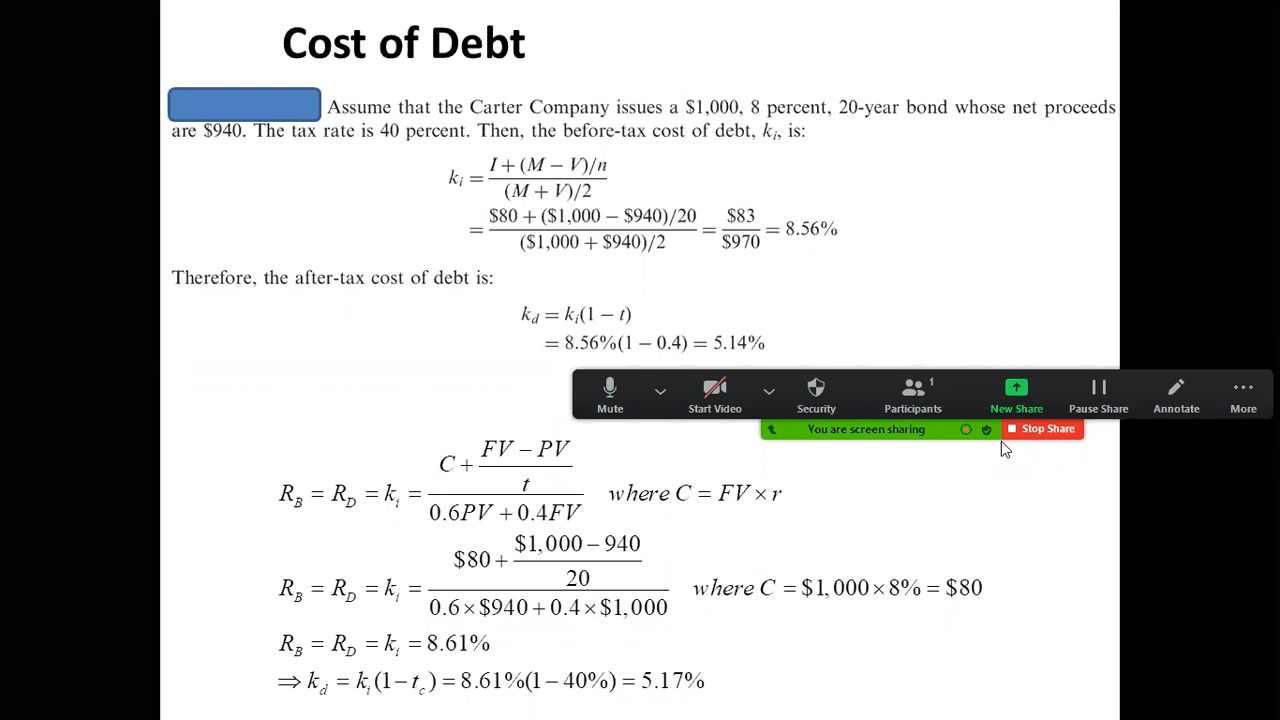 Cost of Debt
Assume that the Carter Company issues a $1,000, 8 percent, 20-year bond whose net proceeds
are $940. The tax rate is 40 percent. Then, the before-tax cost of debt, kᵢ, is:
kᵢ = I + (M − V)/n
(M + V)/2
= $80 + ($1,000 − $940)/20 = $83 = 8.56%
($1,000 + $940)/2 $970
Therefore, the after-tax cost of debt is:
k_d = kᵢ(1 − t)
= 8.56%(1 − 0.4) = 5.14%
Mute Start Video Security Participants 1 New Share Pause Share Annotate More
You are screen sharing Stop Share
R_B = R_D = k_i = C + FV − PV
t
0.6PV + 0.4FV where C = FV × r
R_B = R_D = k_i = $80 + $1,000 − 940
20
0.6 × $940 + 0.4 × $1,000 where C = $1,000 × 8% = $80
R_B = R_D = k_i = 8.61%
⇒ k_d = k_i(1 − t_c) = 8.61%(1 − 40%) = 5.17%